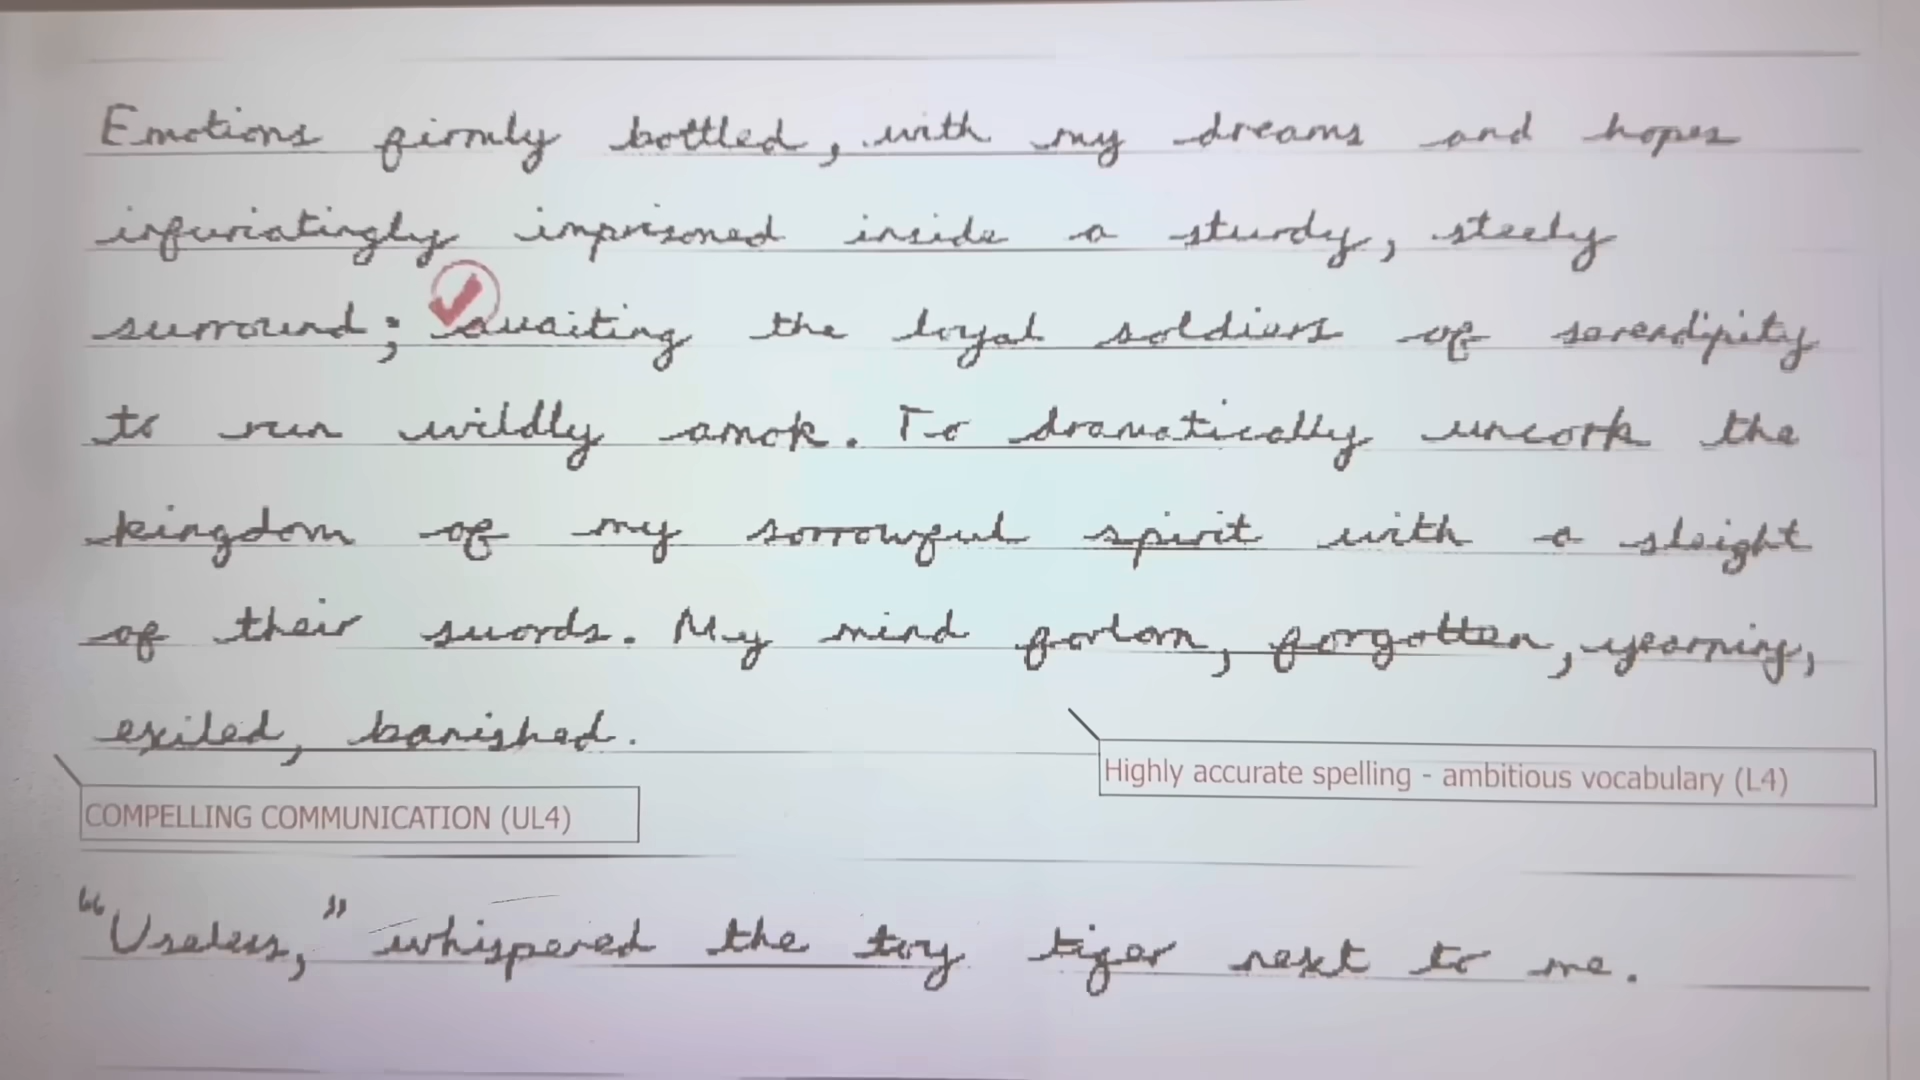 Emotions firmly bottled, with my dreams and hopes
infuriatingly imprisoned inside a sturdy, steely
surround; awaiting the loyal soldiers of serendipity
to run wildly amok. To dramatically uncork the
kingdom of my sorrowful spirit with a sleight
of their swords. My mind forlorn, forgotten, yearning,
exiled, banished.
Highly accurate spelling - ambitious vocabulary (L4)
COMPELLING COMMUNICATION (UL4)
"Useless," whispered the toy tiger next to me.